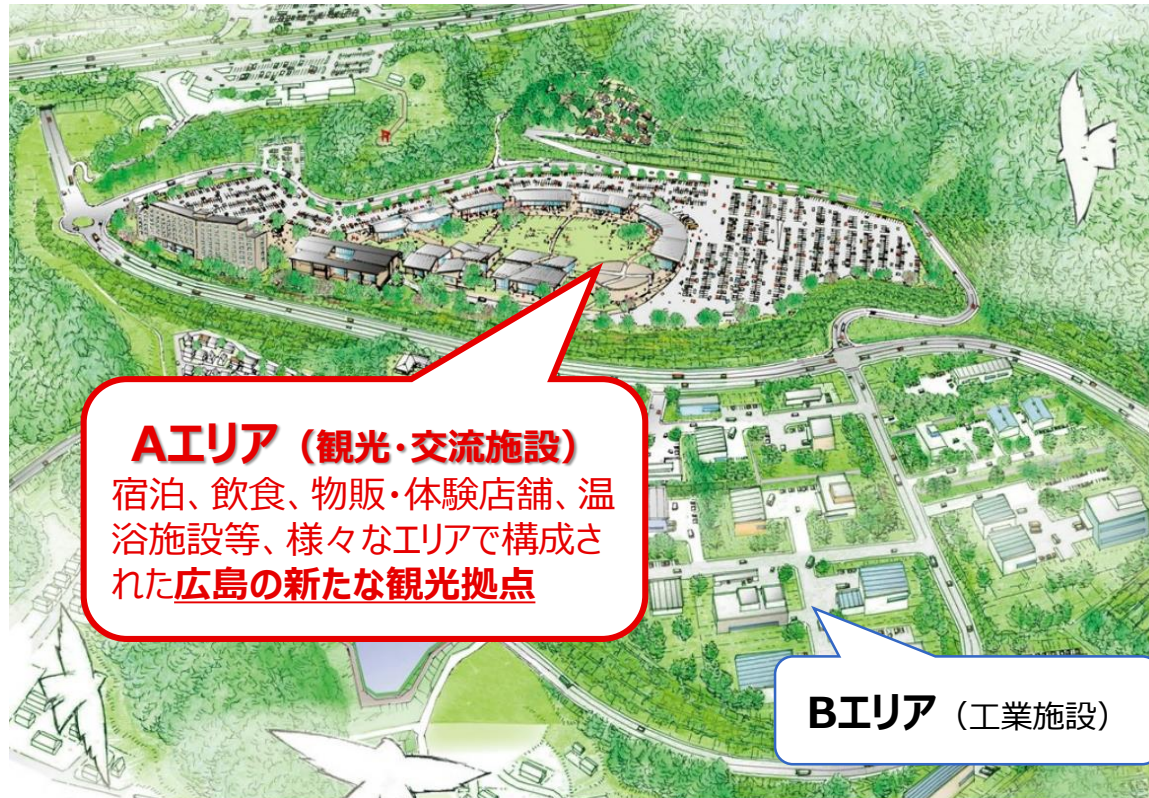 Aエリア（観光・交流施設）
宿泊、飲食、物販・体験店舗、温
浴施設等、様々なエリアで構成さ
れた広島の新たな観光拠点
Bエリア（工業施設）